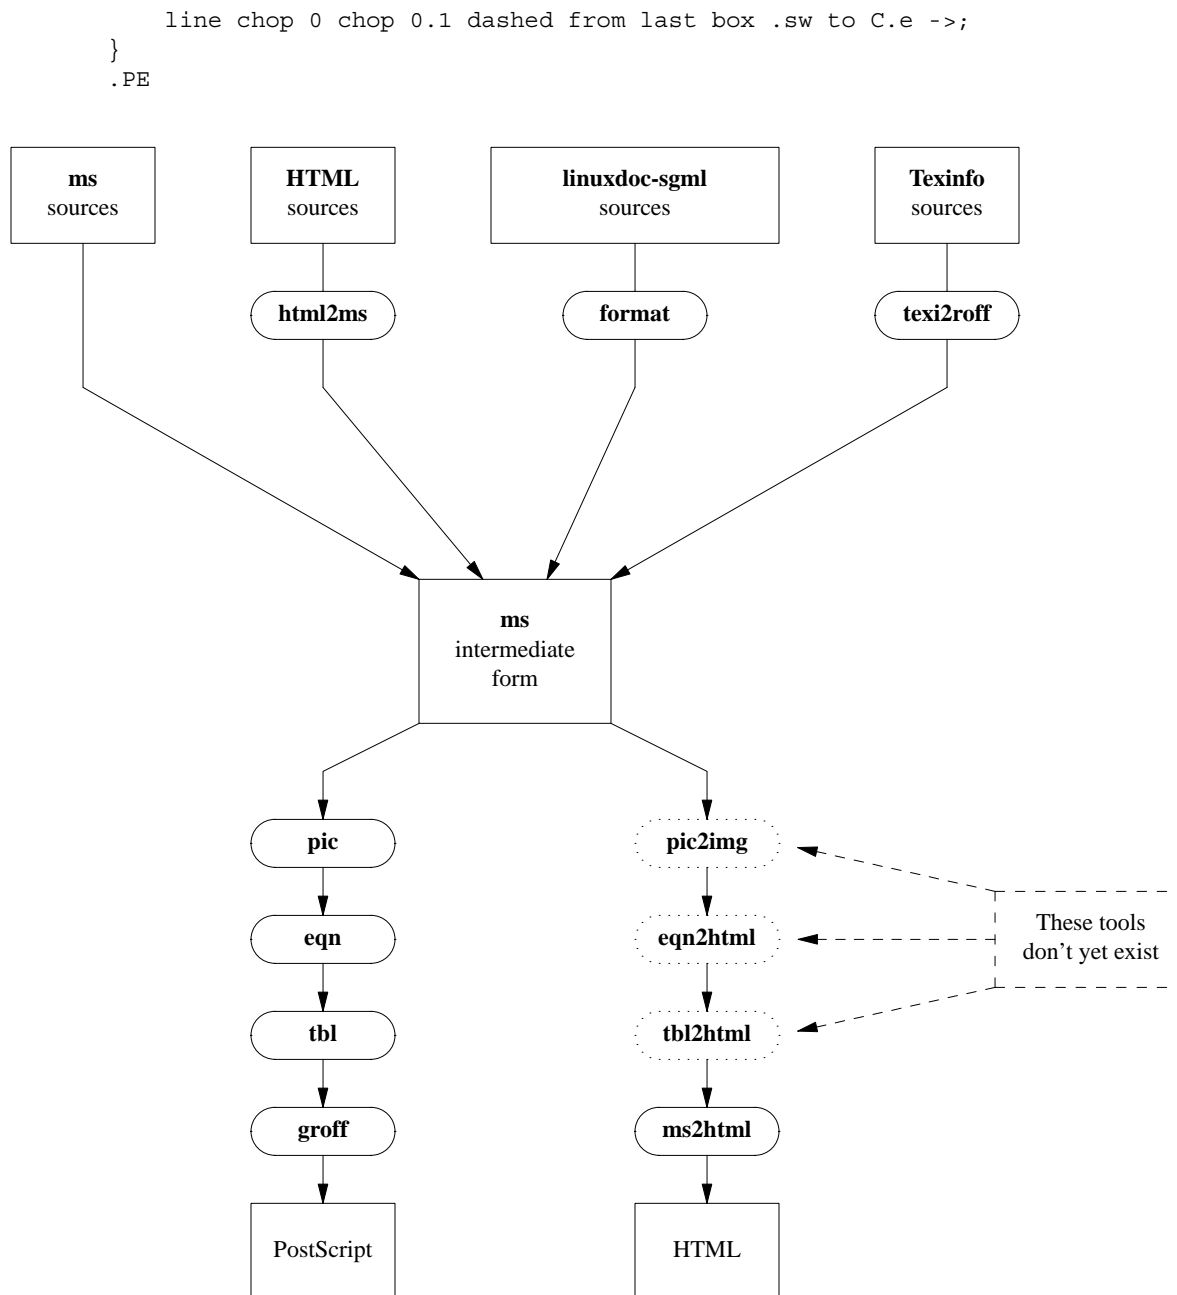 line chop 0 chop 0.1 dashed from last box .sw to C.e ->;
}
.PE
ms
sources
HTML
sources
linuxdoc-sgml
sources
Texinfo
sources
html2ms
format
texi2roff
ms
intermediate
form
pic
pic2img
These tools
don’t yet exist
eqn
eqn2html
tbl
tbl2html
groff
ms2html
PostScript
HTML